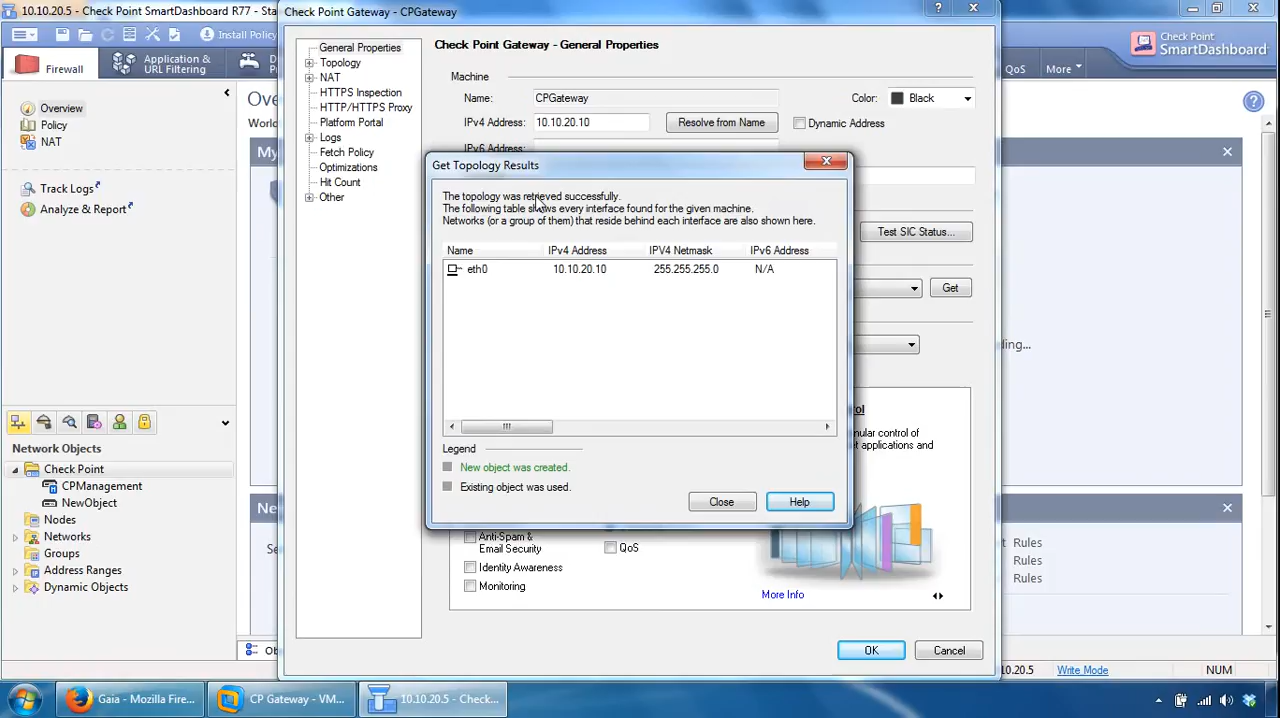 10.10.20.5 - Check Point SmartDashboard R77 - Sta
Check Point Gateway - CPGateway
Install Policy
Check Point
SmartDashboard
Firewall
Application &
URL Filtering
QoS
More
Overview
Policy
NAT
Track Logs
Analyze & Report
General Properties
Topology
NAT
HTTPS Inspection
HTTP/HTTPS Proxy
Platform Portal
Logs
Fetch Policy
Optimizations
Hit Count
Other
Check Point Gateway - General Properties
Machine
Name:
CPGateway
Color:
Black
IPv4 Address:
10.10.20.10
Resolve from Name
Dynamic Address
IPv6 Address:
Test SIC Status...
Get
Get Topology Results
The topology was retrieved successfully.
The following table shows every interface found for the given machine.
Networks (or a group of them) that reside behind each interface are also shown here.
Name IPv4 Address IPV4 Netmask IPv6 Address
eth0 10.10.20.10 255.255.255.0 N/A
Legend
New object was created.
Existing object was used.
Close
Help
Anti-Spam &
Email Security
QoS
Identity Awareness
Monitoring
More Info
OK
Cancel
Network Objects
Check Point
CPManagement
NewObject
Nodes
Networks
Groups
Address Ranges
Dynamic Objects
Rules
Rules
Rules
Write Mode
NUM
Gaia - Mozilla Fire...
CP Gateway - VM...
10.10.20.5 - Check...